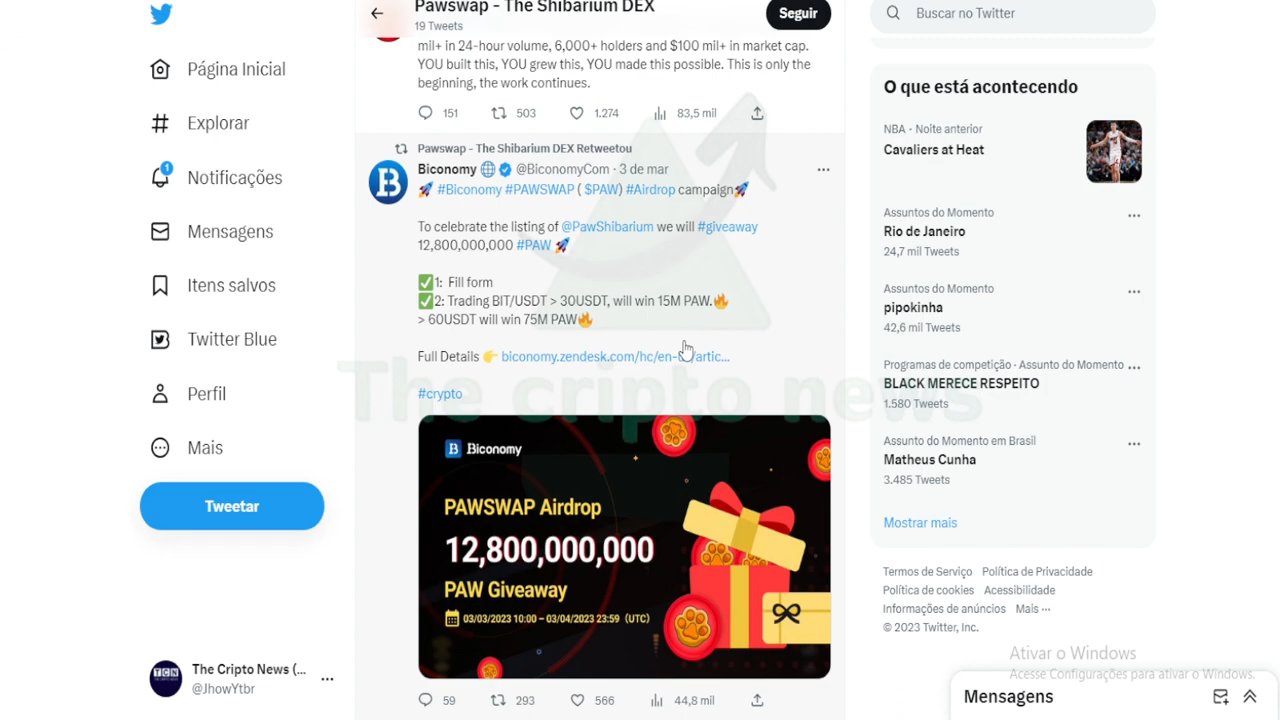 Pawswap - The Shibarium DEX
19 Tweets
Seguir
Buscar no Twitter
Página Inicial
Explorar
1
Notificações
Mensagens
Itens salvos
Twitter Blue
Perfil
Mais
Tweetar
The Cripto News (...
@JhowYtbr
TCN
mil+ in 24-hour volume, 6,000+ holders and $100 mil+ in market cap.
YOU built this, YOU grew this, YOU made this possible. This is only the
beginning, the work continues.
151 503 1.274 83,5 mil
Pawswap - The Shibarium DEX Retweetou
Biconomy @BiconomyCom · 3 de mar
#Biconomy #PAWSWAP ( $PAW) #Airdrop campaign
To celebrate the listing of @PawShibarium we will #giveaway
12,800,000,000 #PAW
1: Fill form
2: Trading BIT/USDT > 30USDT, will win 15M PAW.
> 60USDT will win 75M PAW
Full Details biconomy.zendesk.com/hc/en- /artic...
#crypto
The cripto news
Biconomy
PAWSWAP Airdrop
12,800,000,000
PAW Giveaway
03/03/2023 10:00 – 03/04/2023 23:59 (UTC)
59 293 566 44,8 mil
O que está acontecendo
NBA · Noite anterior
Cavaliers at Heat
Assuntos do Momento
Rio de Janeiro
24,7 mil Tweets
Assuntos do Momento
pipokinha
42,6 mil Tweets
Programas de competição · Assunto do Momento
BLACK MERECE RESPEITO
1.580 Tweets
Assunto do Momento em Brasil
Matheus Cunha
3.485 Tweets
Mostrar mais
Termos de Serviço Política de Privacidade
Política de cookies Acessibilidade
Informações de anúncios Mais ···
© 2023 Twitter, Inc.
Ativar o Windows
Acesse Configurações para ativar o Windows.
Mensagens